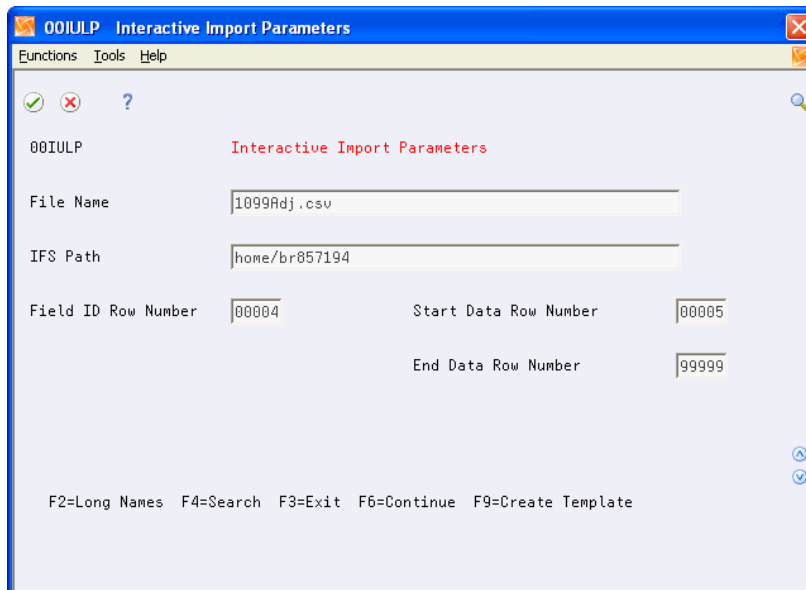 00IULP Interactive Import Parameters
Functions Tools Help
?
00IULP Interactive Import Parameters
File Name 1099Adj.csv
IFS Path home/br857194
Field ID Row Number 00004 Start Data Row Number 00005
End Data Row Number 99999
F2=Long Names F4=Search F3=Exit F6=Continue F9=Create Template